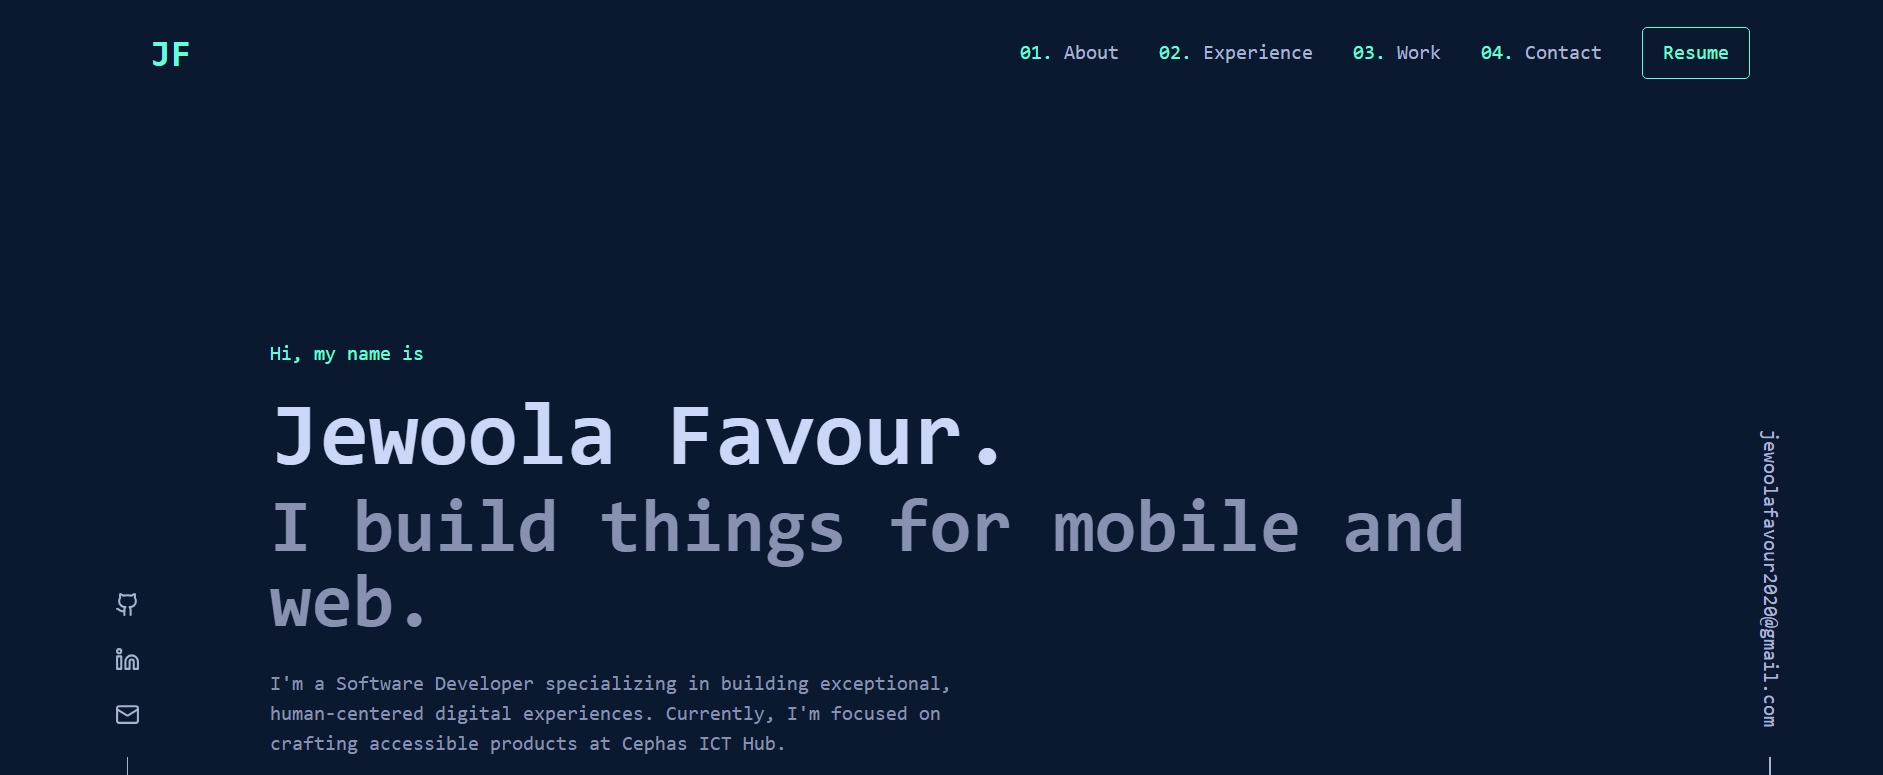 JF
01. About 02. Experience 03. Work 04. Contact Resume
Hi, my name is
Jewoola Favour.
I build things for mobile and
web.
I'm a Software Developer specializing in building exceptional,
human-centered digital experiences. Currently, I'm focused on
crafting accessible products at Cephas ICT Hub.
jewoolafavour2020@gmail.com